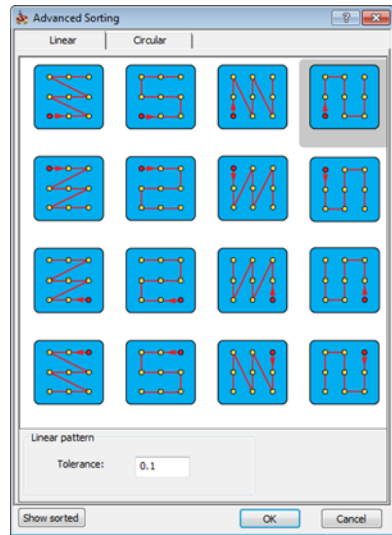 Advanced Sorting
Linear Circular
Linear pattern
Tolerance: 0.1
Show sorted OK Cancel